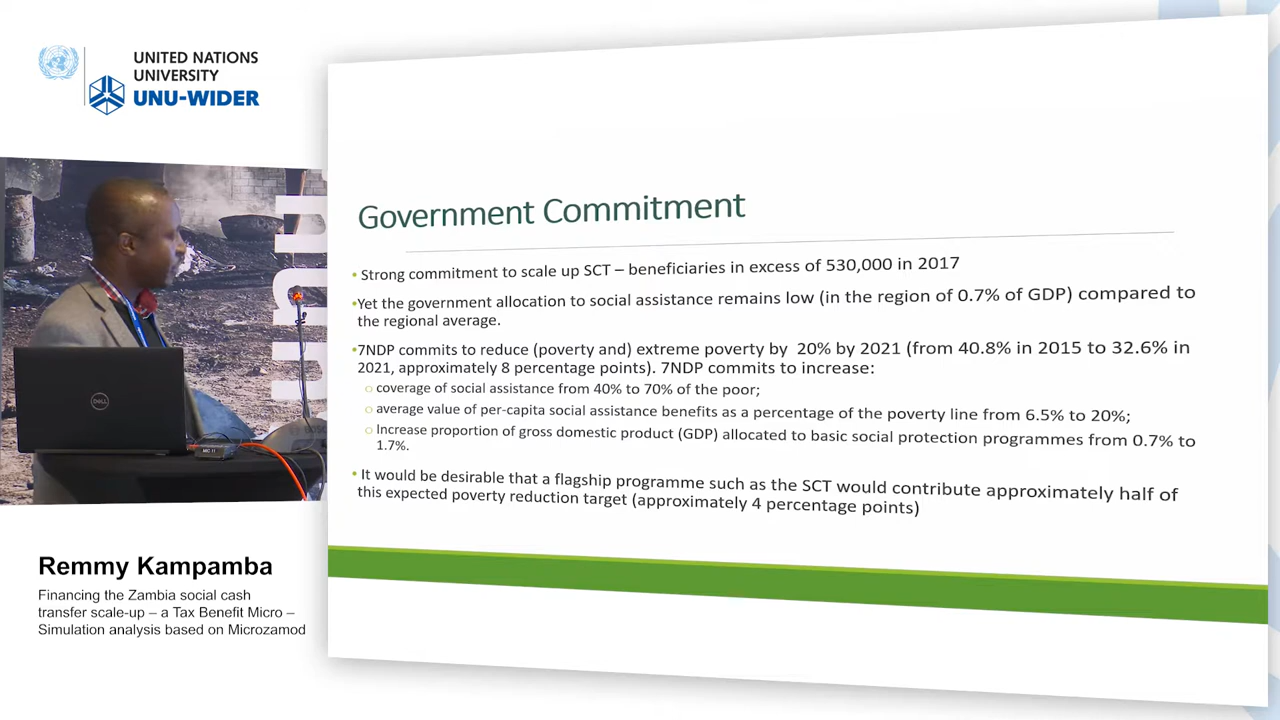 UNITED NATIONS
UNIVERSITY
UNU-WIDER
Government Commitment
• Strong commitment to scale up SCT – beneficiaries in excess of 530,000 in 2017
•Yet the government allocation to social assistance remains low (in the region of 0.7% of GDP) compared to
the regional average.
•7NDP commits to reduce (poverty and) extreme poverty by 20% by 2021 (from 40.8% in 2015 to 32.6% in
2021, approximately 8 percentage points). 7NDP commits to increase:
○ coverage of social assistance from 40% to 70% of the poor;
○ average value of per-capita social assistance benefits as a percentage of the poverty line from 6.5% to 20%;
○ Increase proportion of gross domestic product (GDP) allocated to basic social protection programmes from 0.7% to
1.7%.
• It would be desirable that a flagship programme such as the SCT would contribute approximately half of
this expected poverty reduction target (approximately 4 percentage points)
DELL
MC 11
Remmy Kampamba
Financing the Zambia social cash
transfer scale-up – a Tax Benefit Micro –
Simulation analysis based on Microzamod